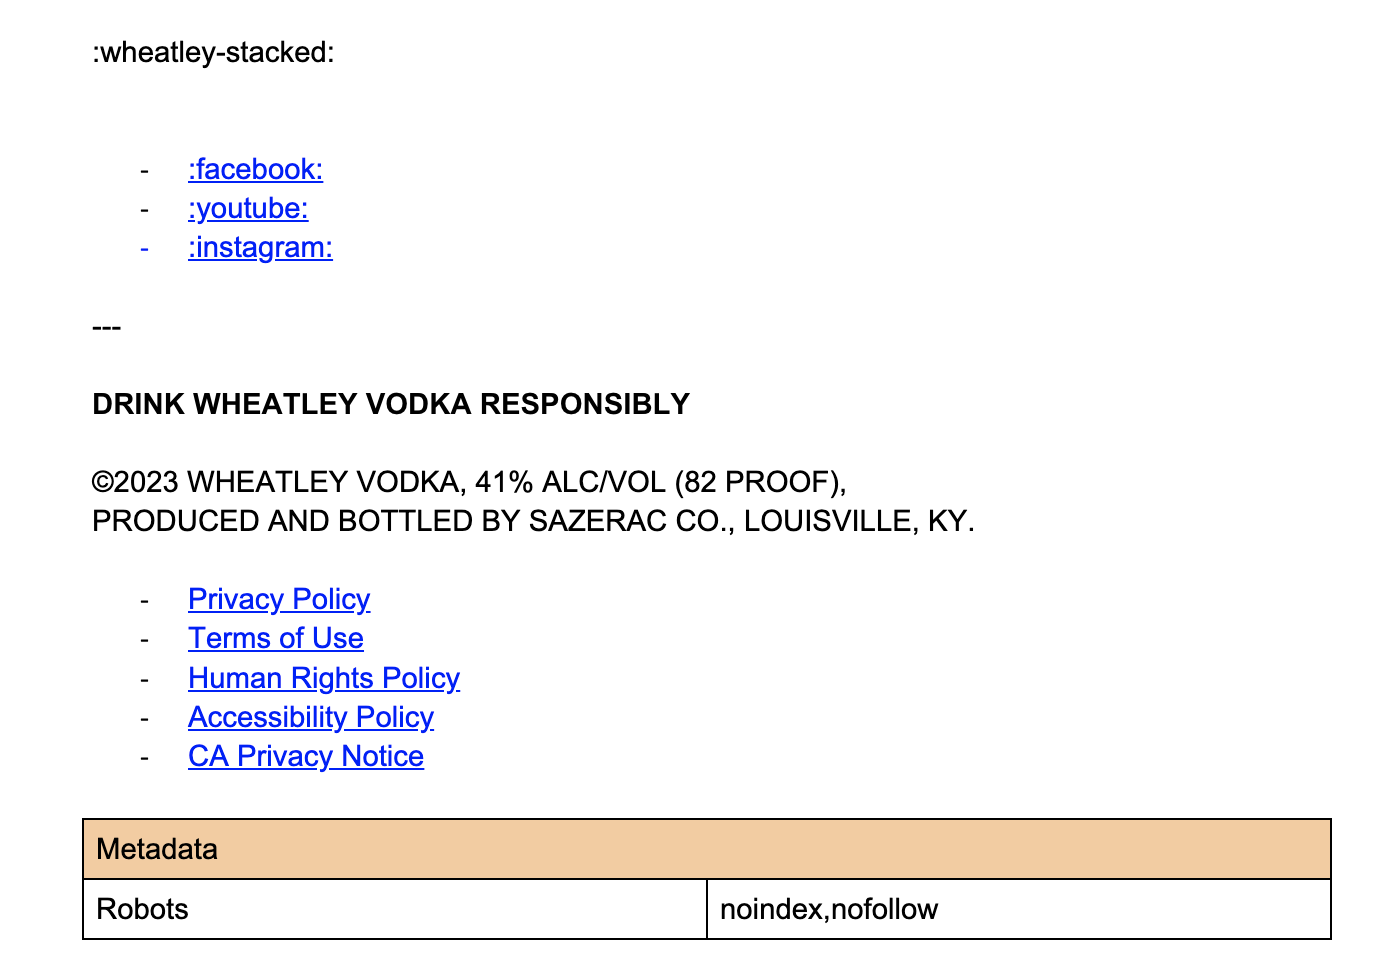 :wheatley-stacked:
- :facebook:
- :youtube:
- :instagram:
---
DRINK WHEATLEY VODKA RESPONSIBLY
©2023 WHEATLEY VODKA, 41% ALC/VOL (82 PROOF),
PRODUCED AND BOTTLED BY SAZERAC CO., LOUISVILLE, KY.
- Privacy Policy
- Terms of Use
- Human Rights Policy
- Accessibility Policy
- CA Privacy Notice
Metadata
Robots noindex,nofollow